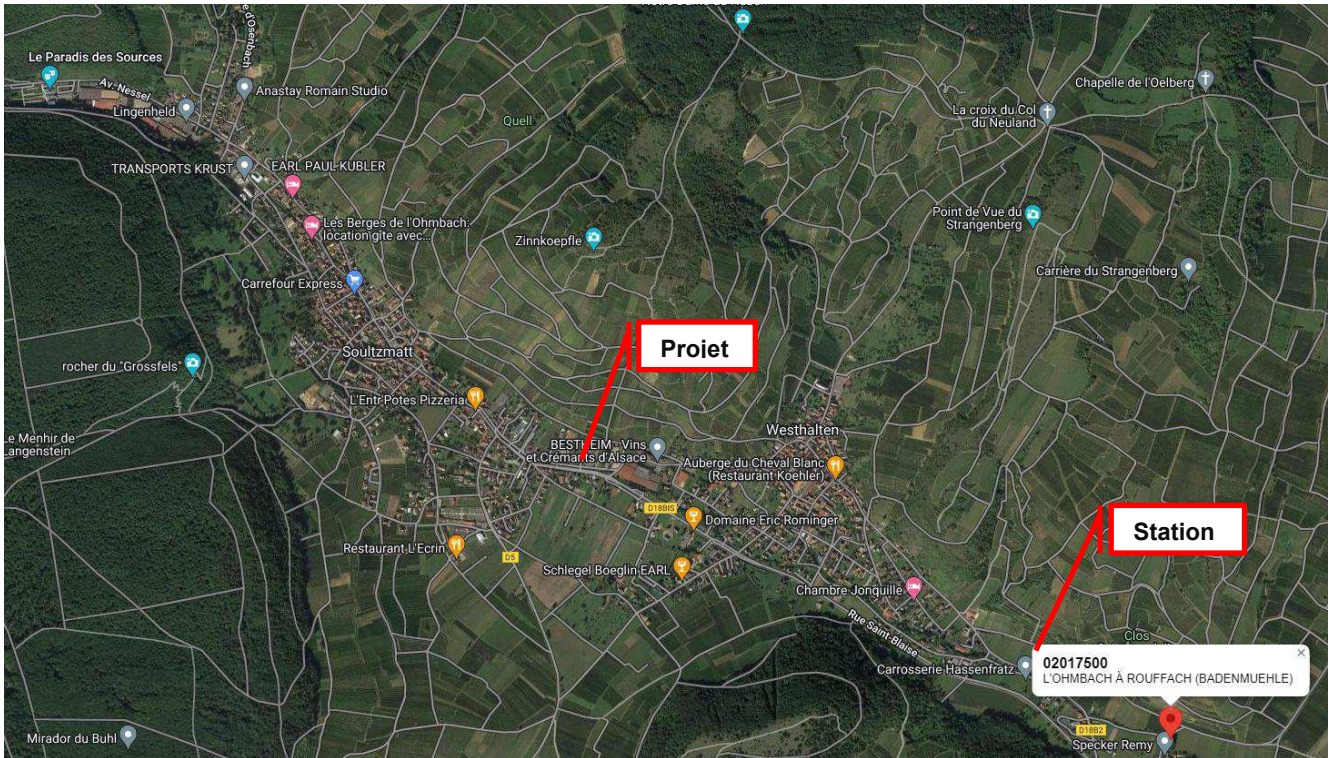 e d'Osenbach
Le Paradis des Sources
Av. Nessel
Lingenheld
Anastay Romain Studio
Quell
Chapelle de l'Oelberg
La croix du Col
du Neuland
TRANSPORTS KRUST
EARL PAUL KUBLER
Les Berges de l'Ohmbach:
location gite avec...
Zinnkoepfle
Point de Vue du
Strangenberg
Carrefour Express
Carrière du Strangenberg
Projet
Soultzmatt
rocher du "Grossfels"
L'Entr'Potes Pizzeria
Le Menhir de
Langenstein
BESTHEIM - Vins
et Crémants d'Alsace
Westhalten
Auberge du Cheval Blanc
(Restaurant Koehler)
D18BIS
Domaine Eric Rominger
Station
Restaurant L'Ecrin
D5
Schlegel Boeglin EARL
Chambre Jonquille
Rue Saint-Blaise
Clos
Carrosserie Hassenfratz
02017500
L'OHMBACH À ROUFFACH (BADENMUEHLE)
×
D18B2
Mirador du Buhl
Specker Remy